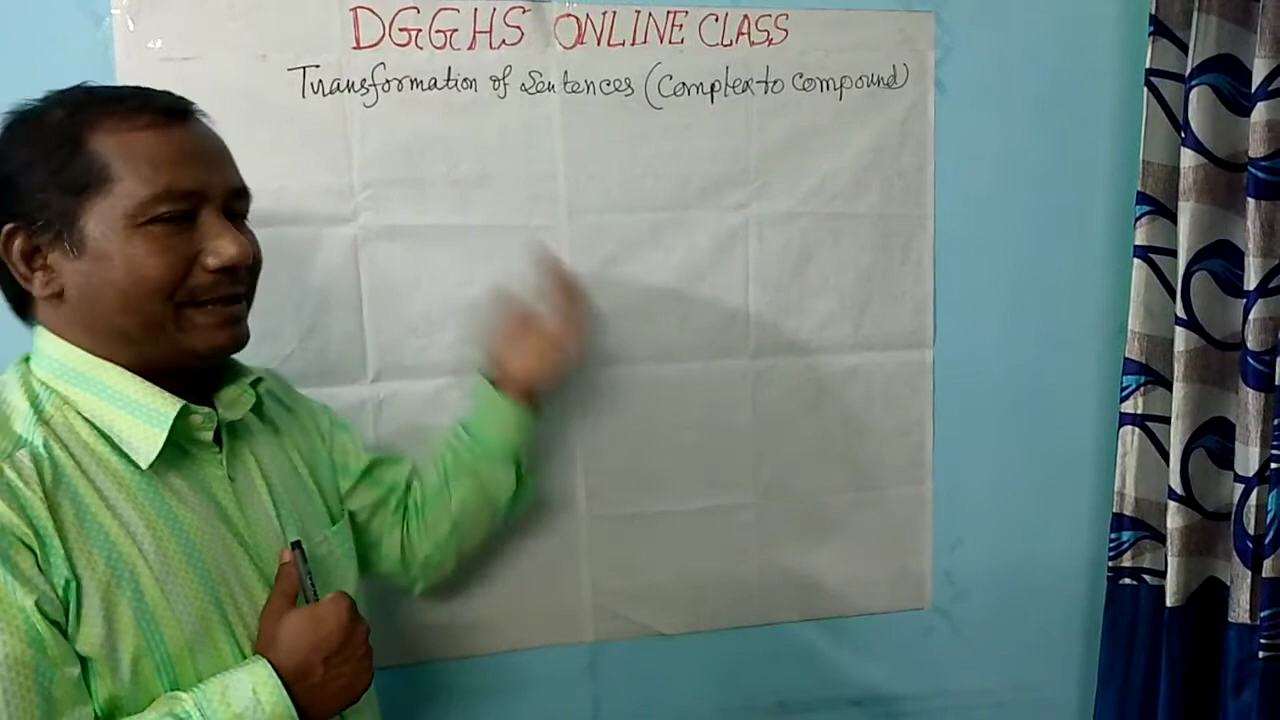 DGGHS ONLINE CLASS
Transformation of Sentences (Complex to Compound)